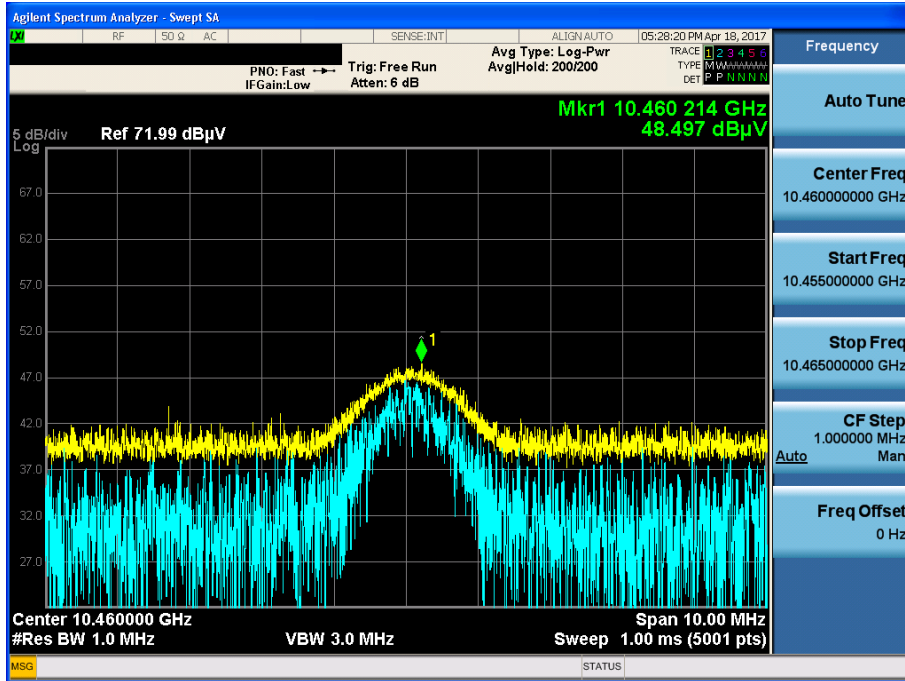 Agilent Spectrum Analyzer - Swept SA
LXI RF 50 Ω AC SENSE:INT ALIGN AUTO 05:28:20 PM Apr 18, 2017
PNO: Fast
IFGain:Low
Trig: Free Run
Atten: 6 dB
Avg Type: Log-Pwr
Avg|Hold: 200/200
TRACE 1 2 3 4 5 6
TYPE M W W W W W
DET P P N N N N
Mkr1 10.460 214 GHz
48.497 dBµV
5 dB/div Ref 71.99 dBµV
Log
67.0
62.0
57.0
52.0
1
47.0
42.0
37.0
32.0
27.0
Center 10.460000 GHz Span 10.00 MHz
#Res BW 1.0 MHz VBW 3.0 MHz Sweep 1.00 ms (5001 pts)
MSG STATUS
Frequency
Auto Tune
Center Freq
10.460000000 GHz
Start Freq
10.455000000 GHz
Stop Freq
10.465000000 GHz
CF Step
1.000000 MHz
Auto Man
Freq Offset
0 Hz